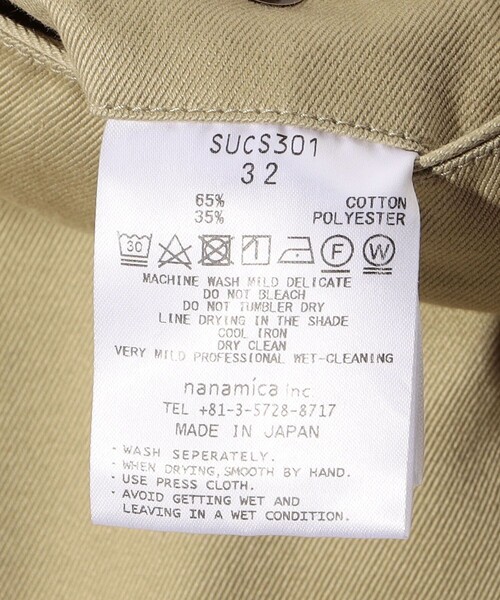 SUCS301
32
65% COTTON
35% POLYESTER
30 F W
MACHINE WASH MILD DELICATE
DO NOT BLEACH
DO NOT TUMBLER DRY
LINE DRYING IN THE SHADE
COOL IRON
DRY CLEAN
VERY MILD PROFESSIONAL WET-CLEANING
nanamica inc.
TEL +81-3-5728-8717
MADE IN JAPAN
· WASH SEPERATELY.
· WHEN DRYING, SMOOTH BY HAND.
· USE PRESS CLOTH.
· AVOID GETTING WET AND
LEAVING IN A WET CONDITION.